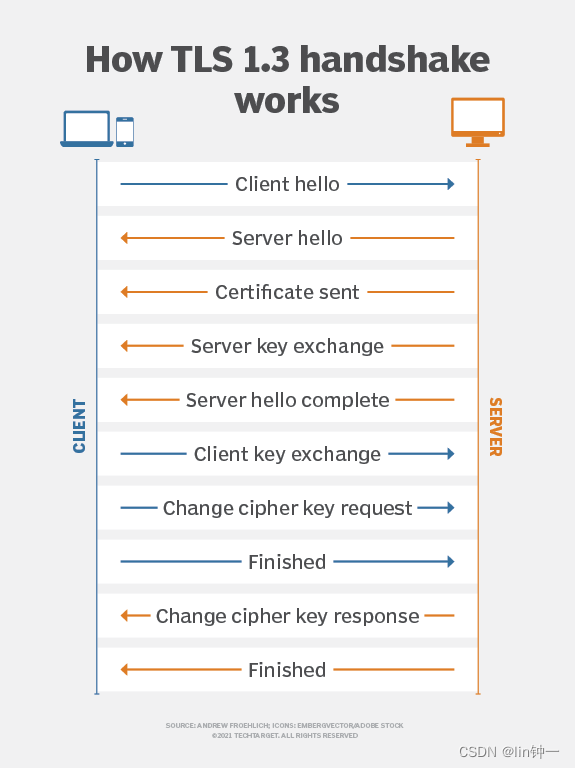 How TLS 1.3 handshake
works
Client hello
Server hello
Certificate sent
Server key exchange
Server hello complete
CLIENT
SERVER
Client key exchange
Change cipher key request
Finished
Change cipher key response
Finished
SOURCE: ANDREW FROEHLICH; ICONS: EMBERGVECTOR/ADOBE STOCK
©2021 TECHTARGET. ALL RIGHTS RESERVED
CSDN @lin钟一